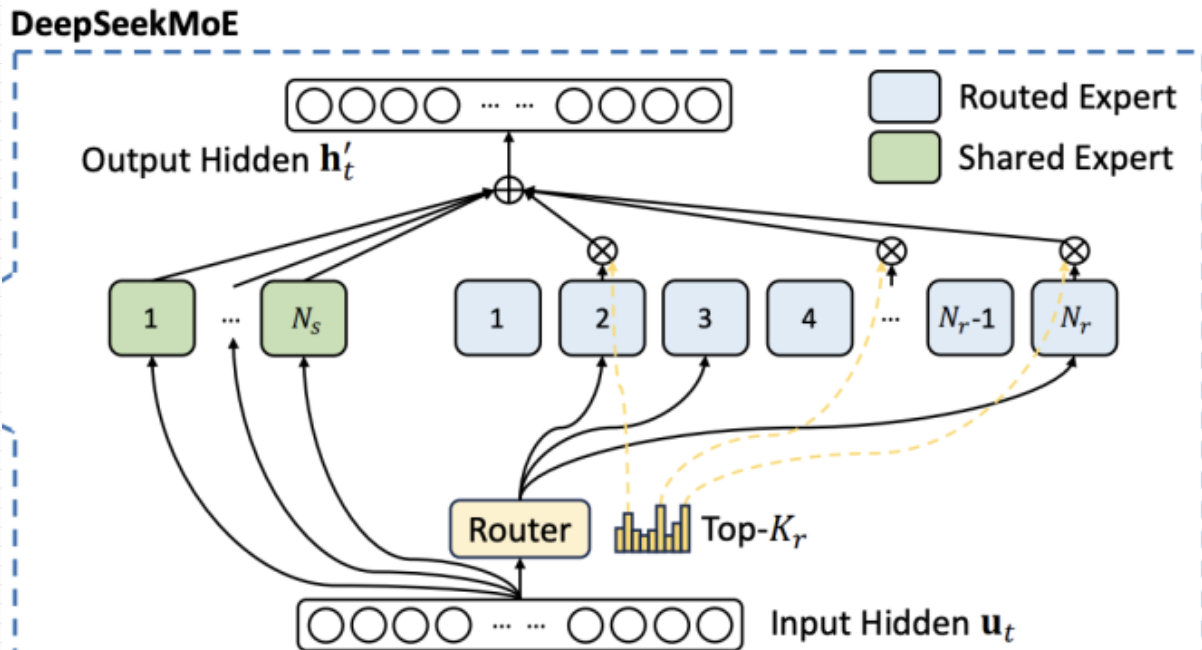 DeepSeekMoE
Routed Expert
Shared Expert
Output Hidden 𝐡′ₜ
1 ... Nₛ 1 2 3 4 ... Nᵣ-1 Nᵣ
Router
Top-Kᵣ
Input Hidden 𝐮ₜ